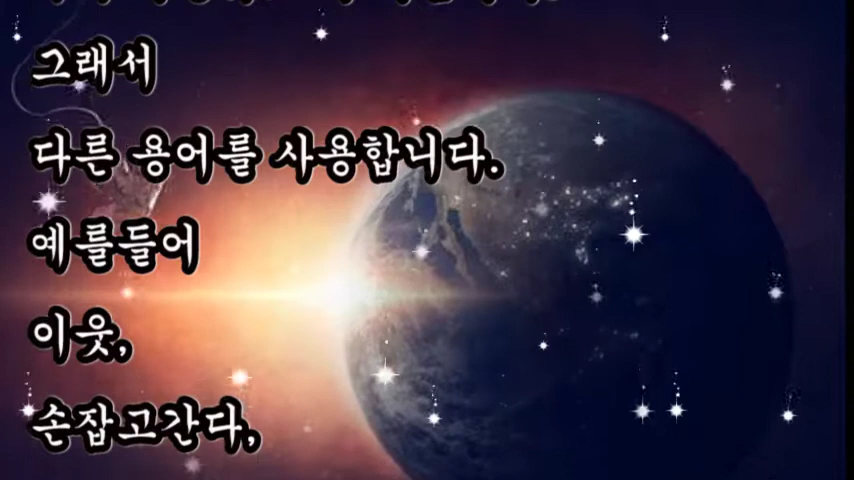 그래서
다른 용어를 사용합니다.
예를들어
이웃,
손잡고간다,